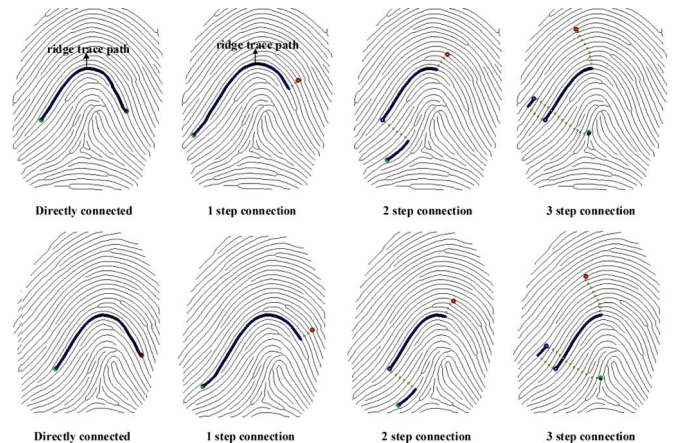 ridge trace path
ridge trace path
Directly connected
1 step connection
2 step connection
3 step connection
Directly connected
1 step connection
2 step connection
3 step connection